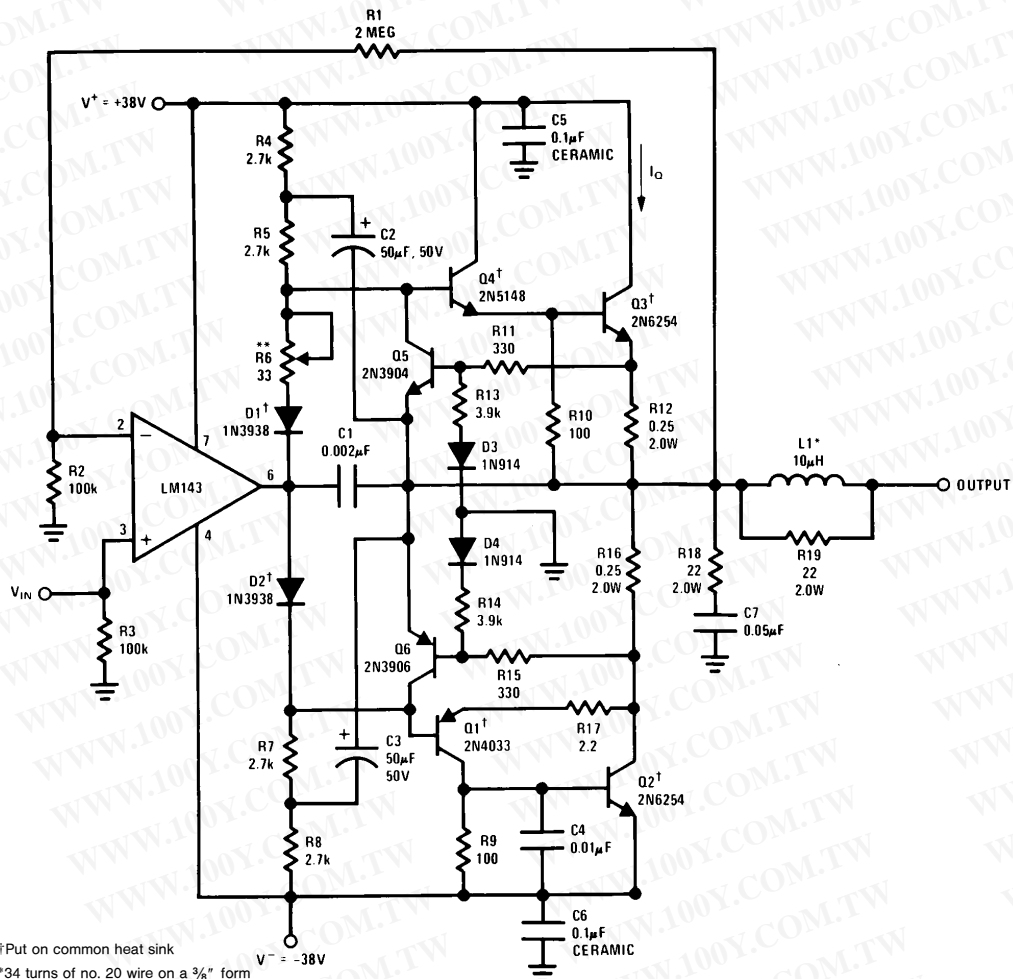 R1
2 MEG
V+ = +38V
R4
2.7k
C5
0.1μF
CERAMIC
IQ
R5
2.7k
+
C2
50μF, 50V
Q4†
2N5148
Q3†
2N6254
**
R6
33
Q5
2N3904
R11
330
R13
3.9k
R10
100
R12
0.25
2.0W
D1†
1N3938
C1
0.002μF
D3
1N914
L1*
10μH
2
−
7
R2
100k
LM143
6
OUTPUT
3
+
4
VIN
R3
100k
D2†
1N3938
D4
1N914
R16
0.25
2.0W
R18
22
2.0W
R19
22
2.0W
R14
3.9k
C7
0.05μF
Q6
2N3906
R15
330
R7
2.7k
+
C3
50μF
50V
Q1†
2N4033
R17
2.2
Q2†
2N6254
R8
2.7k
R9
100
C4
0.01μF
C6
0.1μF
CERAMIC
V− = −38V
†Put on common heat sink
*34 turns of no. 20 wire on a 3⁄8″ form
WWW.100Y.COM.TW